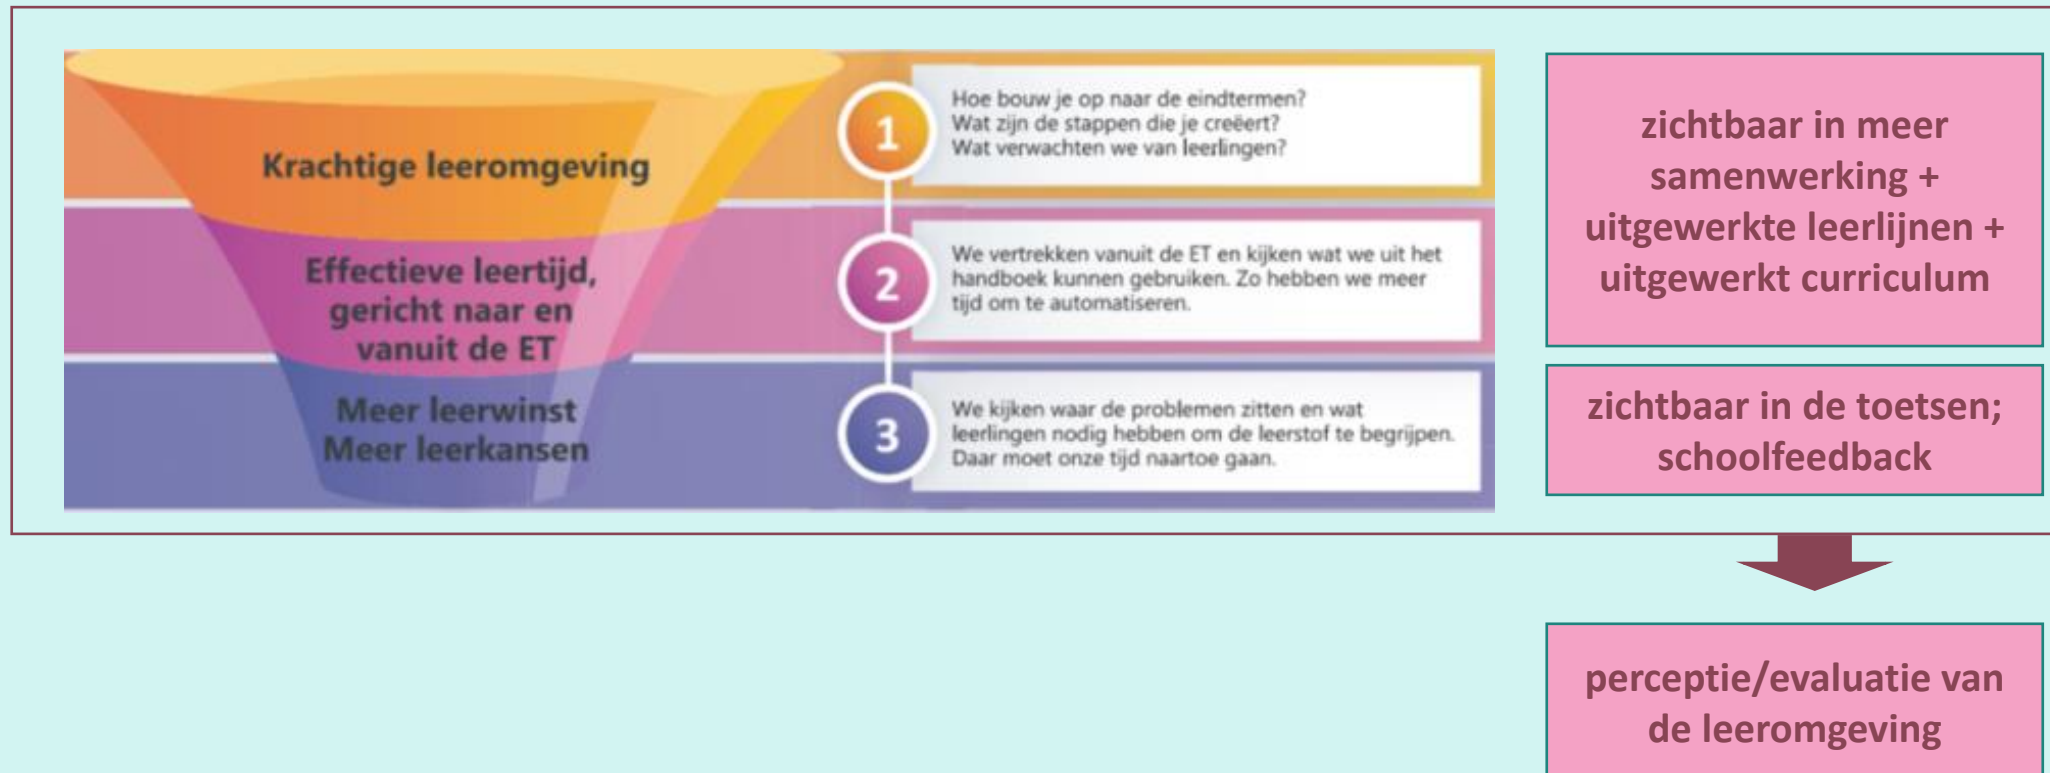 Krachtige leeromgeving
1
Hoe bouw je op naar de eindtermen?
Wat zijn de stappen die je creëert?
Wat verwachten we van leerlingen?
Effectieve leertijd,
gericht naar en
vanuit de ET
2
We vertrekken vanuit de ET en kijken wat we uit het
handboek kunnen gebruiken. Zo hebben we meer
tijd om te automatiseren.
Meer leerwinst
Meer leerkansen
3
We kijken waar de problemen zitten en wat
leerlingen nodig hebben om de leerstof te begrijpen.
Daar moet onze tijd naartoe gaan.
zichtbaar in meer
samenwerking +
uitgewerkte leerlijnen +
uitgewerkt curriculum
zichtbaar in de toetsen;
schoolfeedback
perceptie/evaluatie van
de leeromgeving